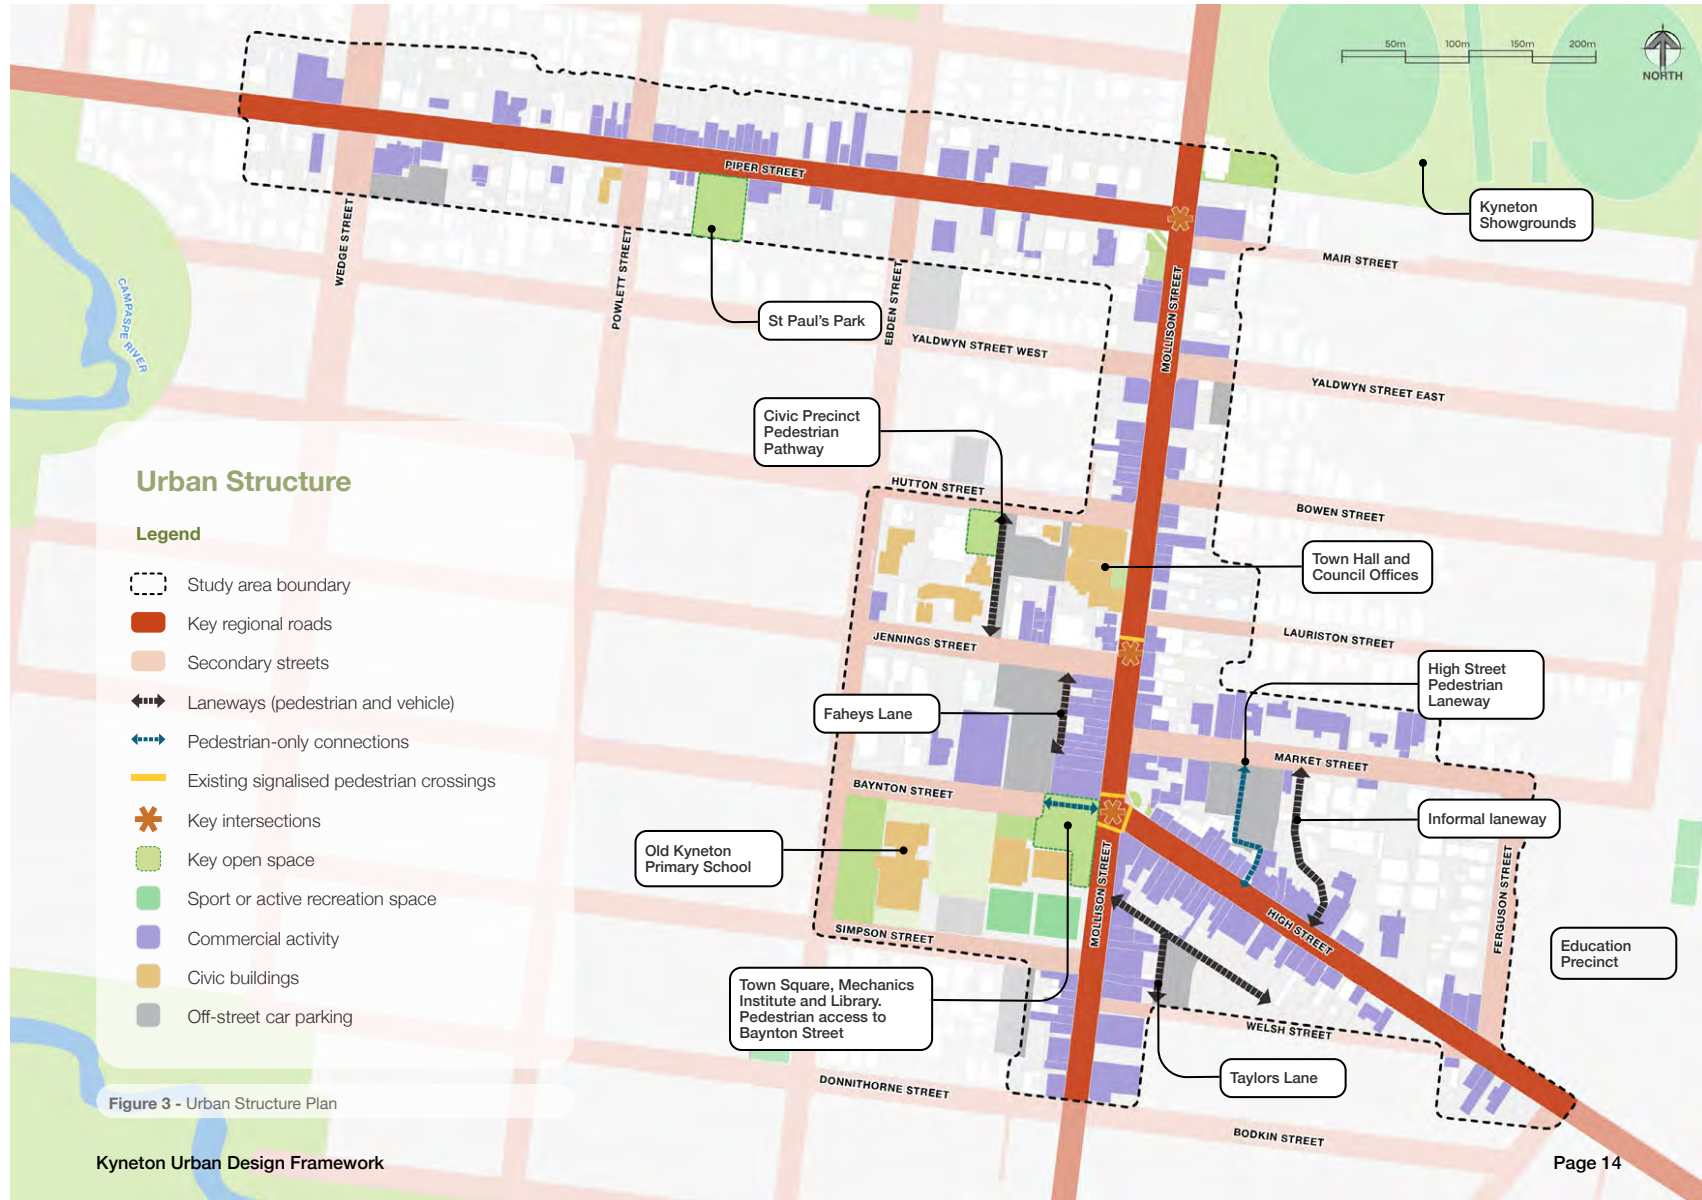 50m 100m 150m 200m
NORTH
PIPER STREET
WEDGE STREET
POWLETT STREET
EBDEN STREET
MOLLISON STREET
MAIR STREET
Kyneton
Showgrounds
CAMPASPE RIVER
St Paul's Park
YALDWYN STREET WEST
YALDWYN STREET EAST
Civic Precinct
Pedestrian
Pathway
HUTTON STREET
BOWEN STREET
Town Hall and
Council Offices
JENNINGS STREET
LAURISTON STREET
High Street
Pedestrian
Laneway
Faheys Lane
MARKET STREET
BAYNTON STREET
Informal laneway
Old Kyneton
Primary School
MOLLISON STREET
HIGH STREET
FERGUSON STREET
SIMPSON STREET
Education
Precinct
Town Square, Mechanics
Institute and Library.
Pedestrian access to
Baynton Street
WELSH STREET
Taylors Lane
DONNITHORNE STREET
BODKIN STREET
Urban Structure
Legend
Study area boundary
Key regional roads
Secondary streets
Laneways (pedestrian and vehicle)
Pedestrian-only connections
Existing signalised pedestrian crossings
Key intersections
Key open space
Sport or active recreation space
Commercial activity
Civic buildings
Off-street car parking
Figure 3 - Urban Structure Plan
Kyneton Urban Design Framework
Page 14